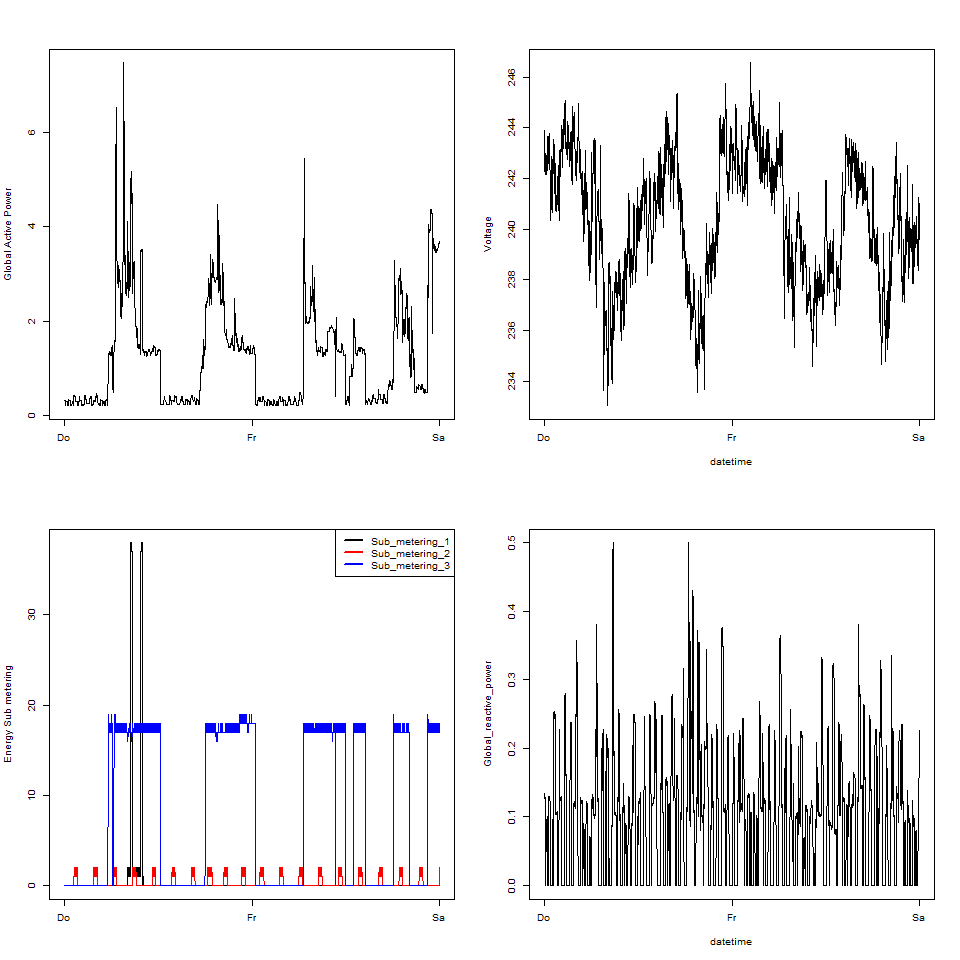 Global Active Power
0
2
4
6
Do
Fr
Sa
Voltage
234
236
238
240
242
244
246
Do
Fr
Sa
datetime
Energy Sub metering
0
10
20
30
Sub_metering_1
Sub_metering_2
Sub_metering_3
Do
Fr
Sa
Global_reactive_power
0.0
0.1
0.2
0.3
0.4
0.5
Do
Fr
Sa
datetime